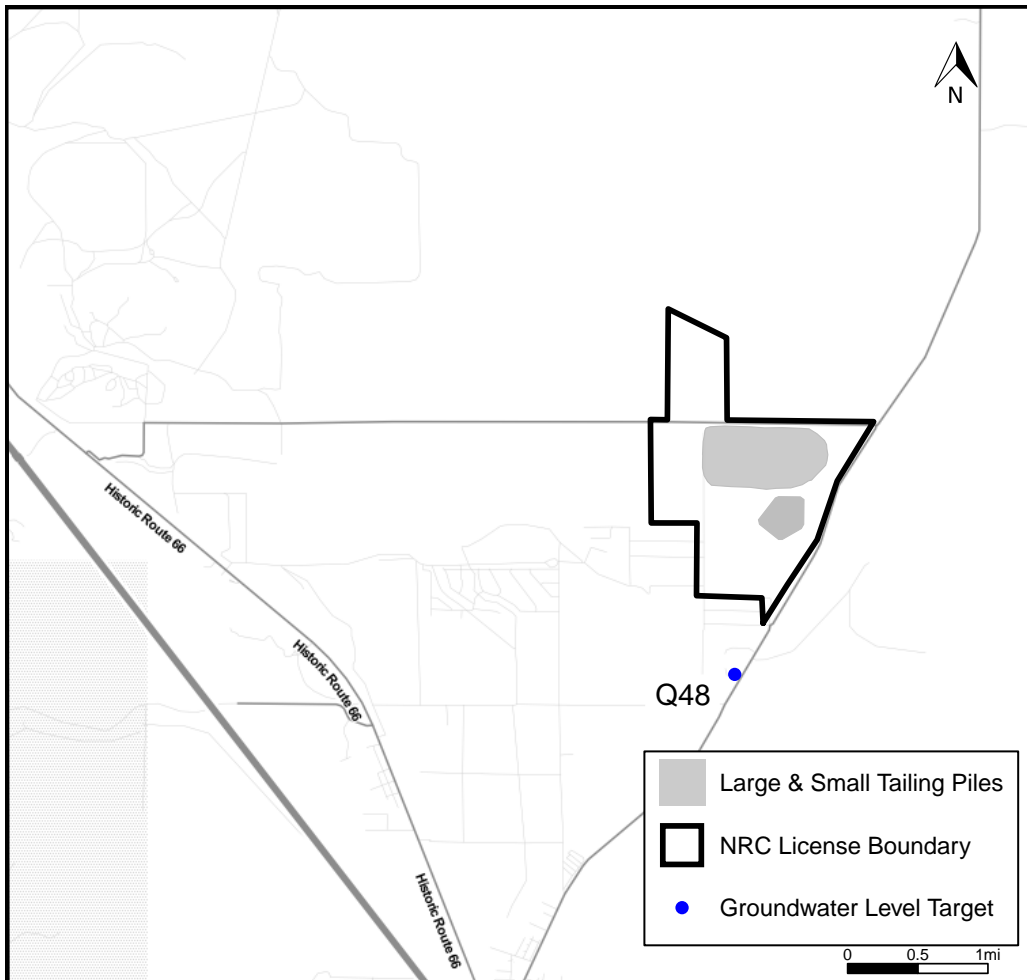 N
Historic Route 66
Historic Route 66
Q48
Large & Small Tailing Piles
NRC License Boundary
Historic Route 66
Groundwater Level Target
0 0.5 1mi